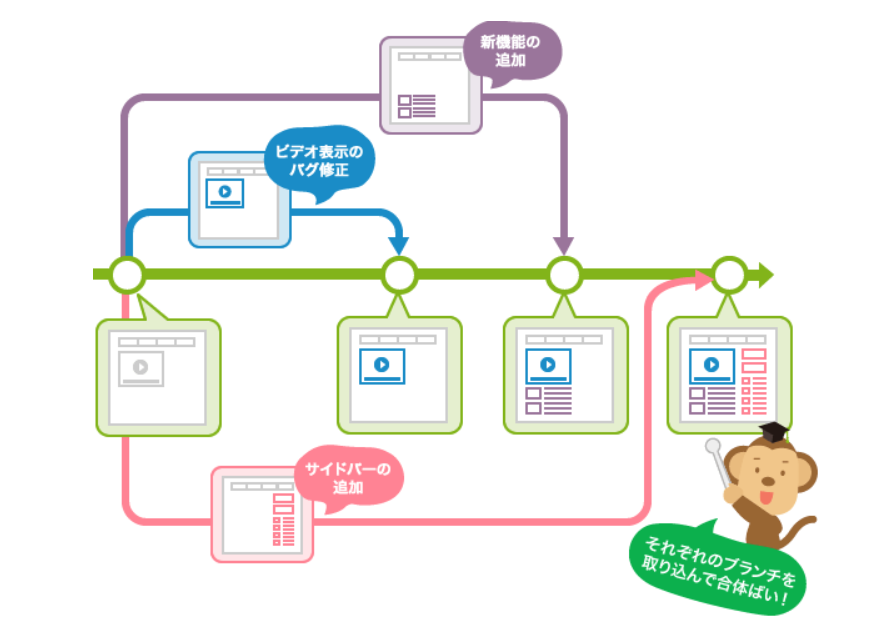 新機能の
追加
ビデオ表示の
バグ修正
サイドバーの
追加
それぞれのブランチを
取り込んで合体ばい！